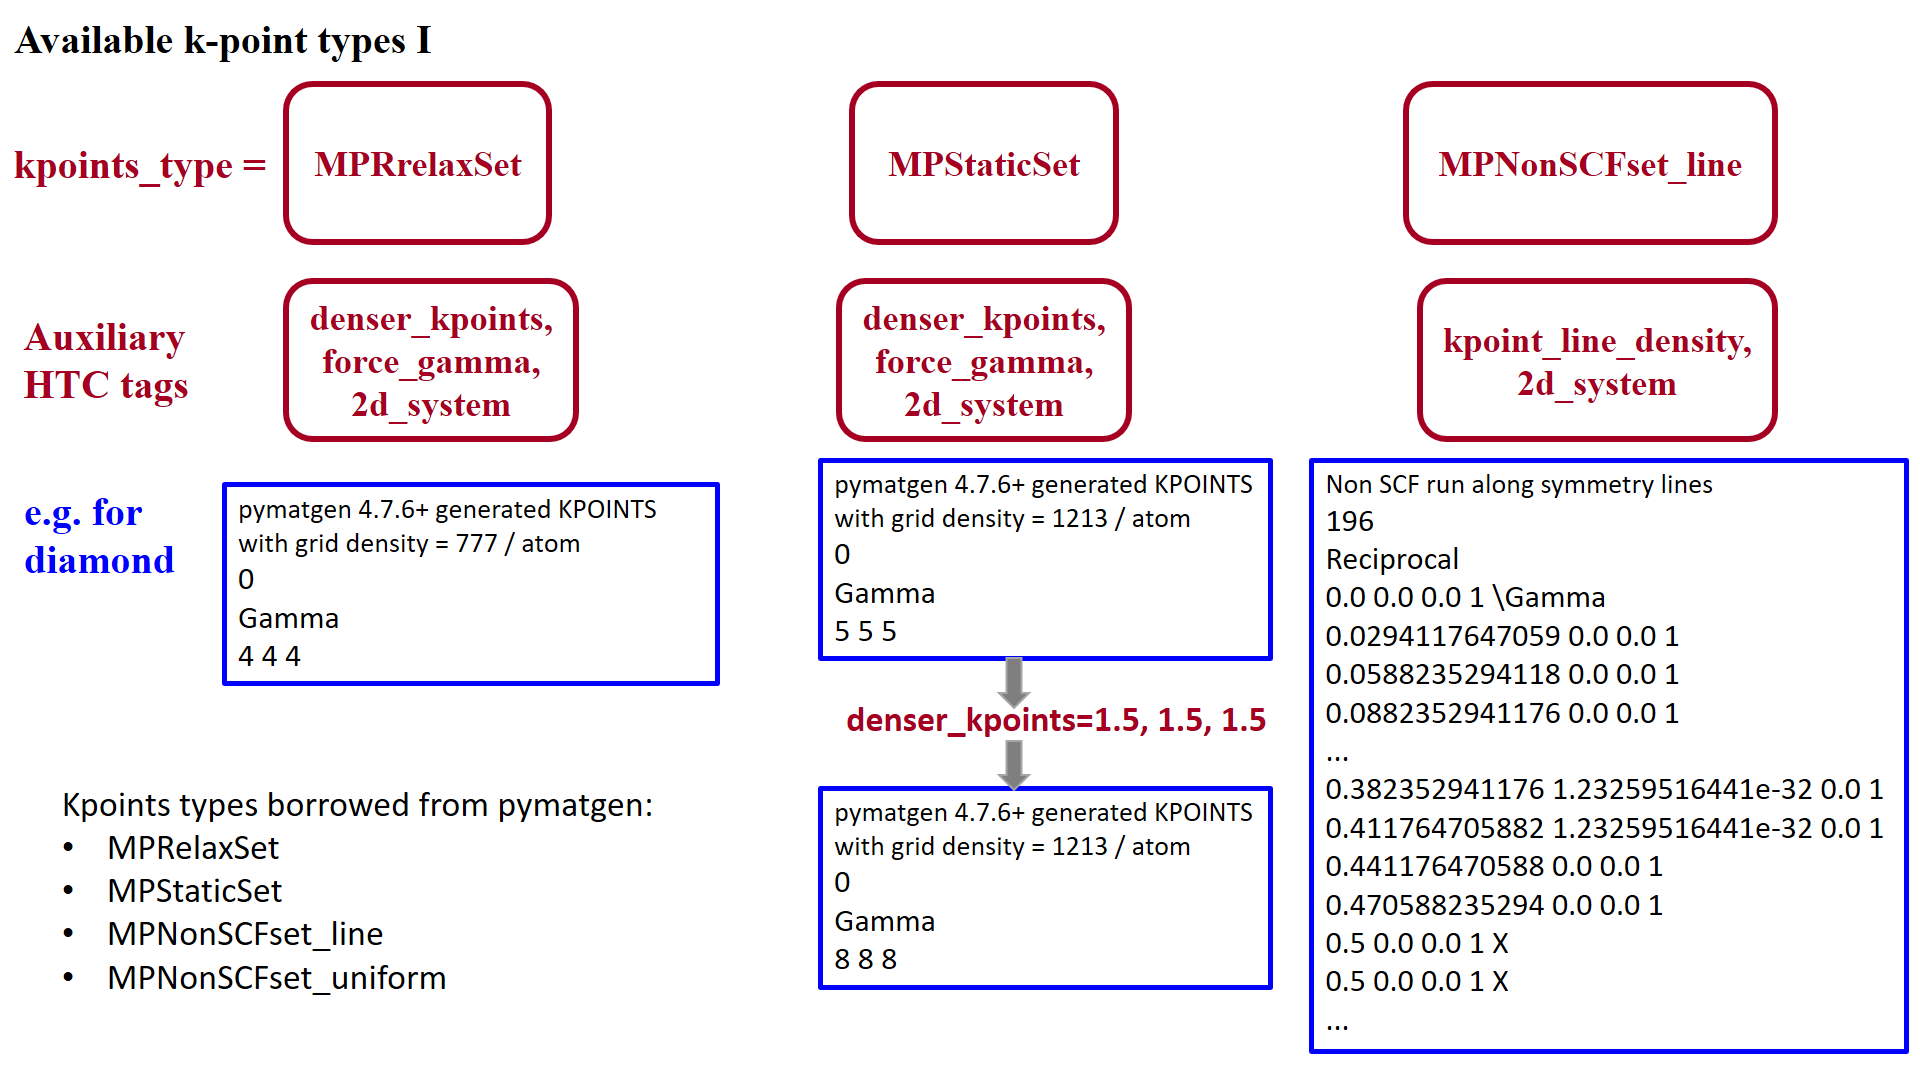 Available k-point types I
kpoints_type =
MPRrelaxSet
MPStaticSet
MPNonSCFset_line
Auxiliary
HTC tags
denser_kpoints,
force_gamma,
2d_system
denser_kpoints,
force_gamma,
2d_system
kpoint_line_density,
2d_system
e.g. for
diamond
pymatgen 4.7.6+ generated KPOINTS
with grid density = 777 / atom
0
Gamma
4 4 4
pymatgen 4.7.6+ generated KPOINTS
with grid density = 1213 / atom
0
Gamma
5 5 5
denser_kpoints=1.5, 1.5, 1.5
pymatgen 4.7.6+ generated KPOINTS
with grid density = 1213 / atom
0
Gamma
8 8 8
Non SCF run along symmetry lines
196
Reciprocal
0.0 0.0 0.0 1 \Gamma
0.0294117647059 0.0 0.0 1
0.0588235294118 0.0 0.0 1
0.0882352941176 0.0 0.0 1
...
0.382352941176 1.23259516441e-32 0.0 1
0.411764705882 1.23259516441e-32 0.0 1
0.441176470588 0.0 0.0 1
0.470588235294 0.0 0.0 1
0.5 0.0 0.0 1 X
0.5 0.0 0.0 1 X
...
Kpoints types borrowed from pymatgen:
• MPRelaxSet
• MPStaticSet
• MPNonSCFset_line
• MPNonSCFset_uniform